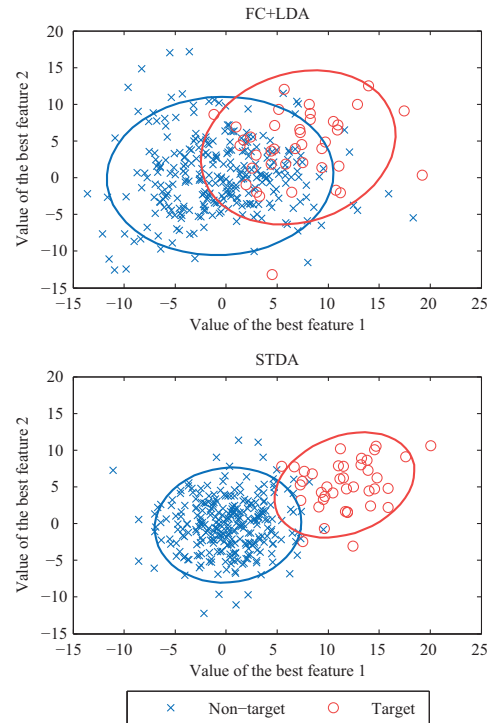 FC+LDA
20
15
10
5
0
−5
−10
−15
Value of the best feature 2
−15 −10 −5 0 5 10 15 20 25
Value of the best feature 1
STDA
20
15
10
5
0
−5
−10
−15
Value of the best feature 2
−15 −10 −5 0 5 10 15 20 25
Value of the best feature 1
Non−target Target